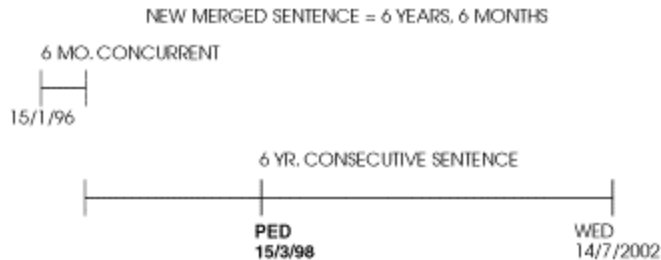 NEW MERGED SENTENCE = 6 YEARS, 6 MONTHS
6 MO. CONCURRENT
15/1/96
6 YR. CONSECUTIVE SENTENCE
PED
15/3/98
WED
14/7/2002